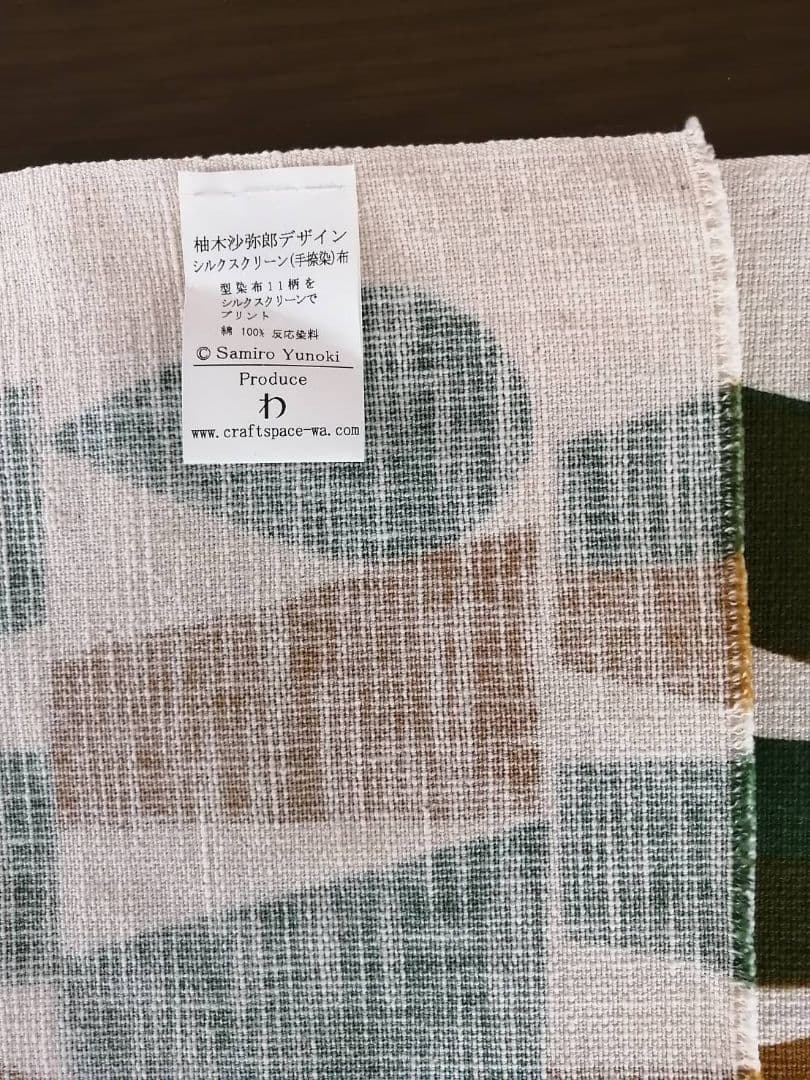 柚木沙弥郎デザイン
シルクスクリーン(手捺染)布
型染布11柄を
シルクスクリーンで
プリント
綿 100% 反応染料
© Samiro Yunoki
Produce
わ
www.craftspace-wa.com